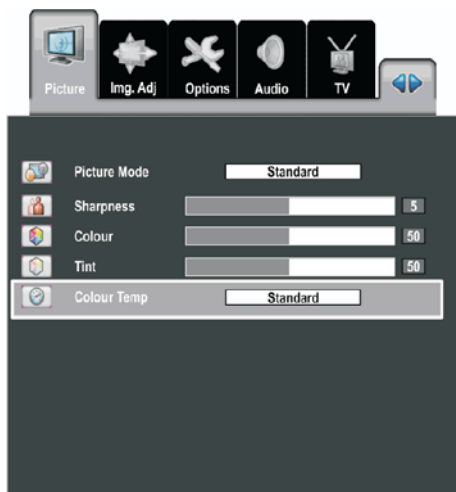 Picture Img. Adj Options Audio TV
Picture Mode Standard
Sharpness 5
Colour 50
Tint 50
Colour Temp Standard